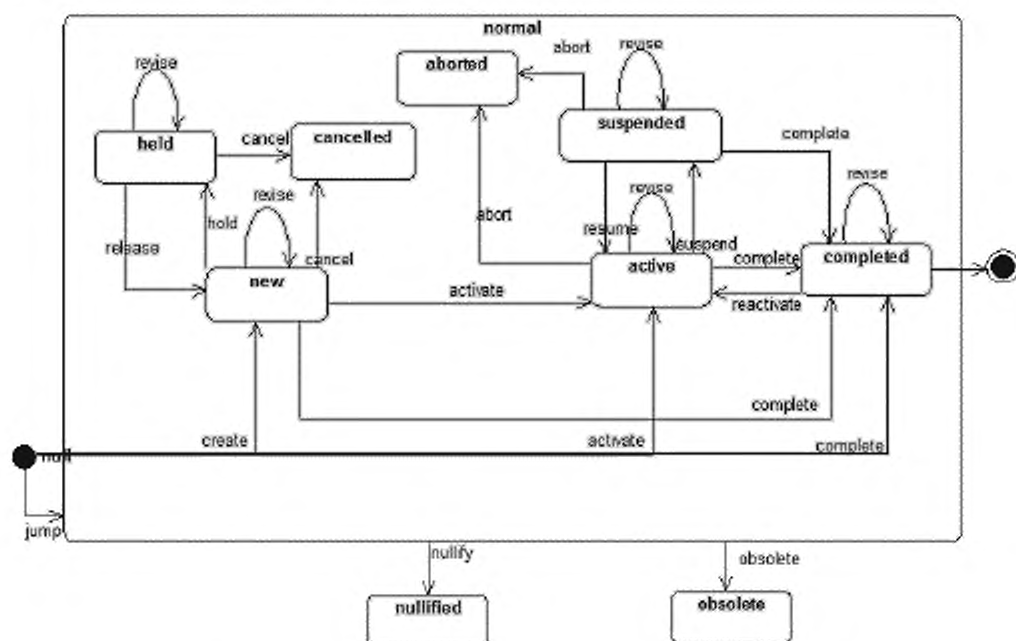 normal
revise
aborted
abort
revise
held
cancel
cancelled
suspended
complete
revise
revise
revise
hold
abort
release
resume
suspend
cancel
new
active
complete
completed
activate
reactivate
complete
create
activate
complete
null
jump
nullify
obsolete
nullified
obsolete